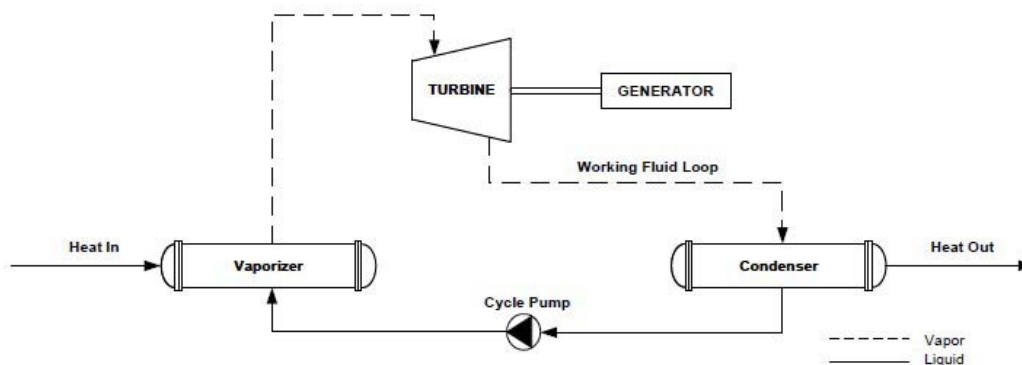 TURBINE
GENERATOR
Working Fluid Loop
Heat In
Vaporizer
Condenser
Heat Out
Cycle Pump
Vapor
Liquid